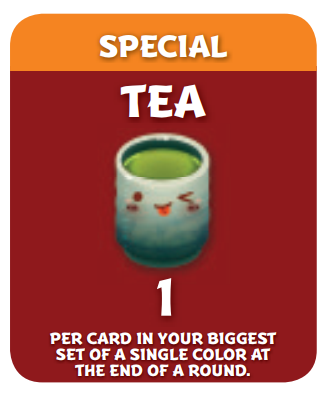 SPECIAL
TEA
1
PER CARD IN YOUR BIGGEST
SET OF A SINGLE COLOR AT
THE END OF A ROUND.